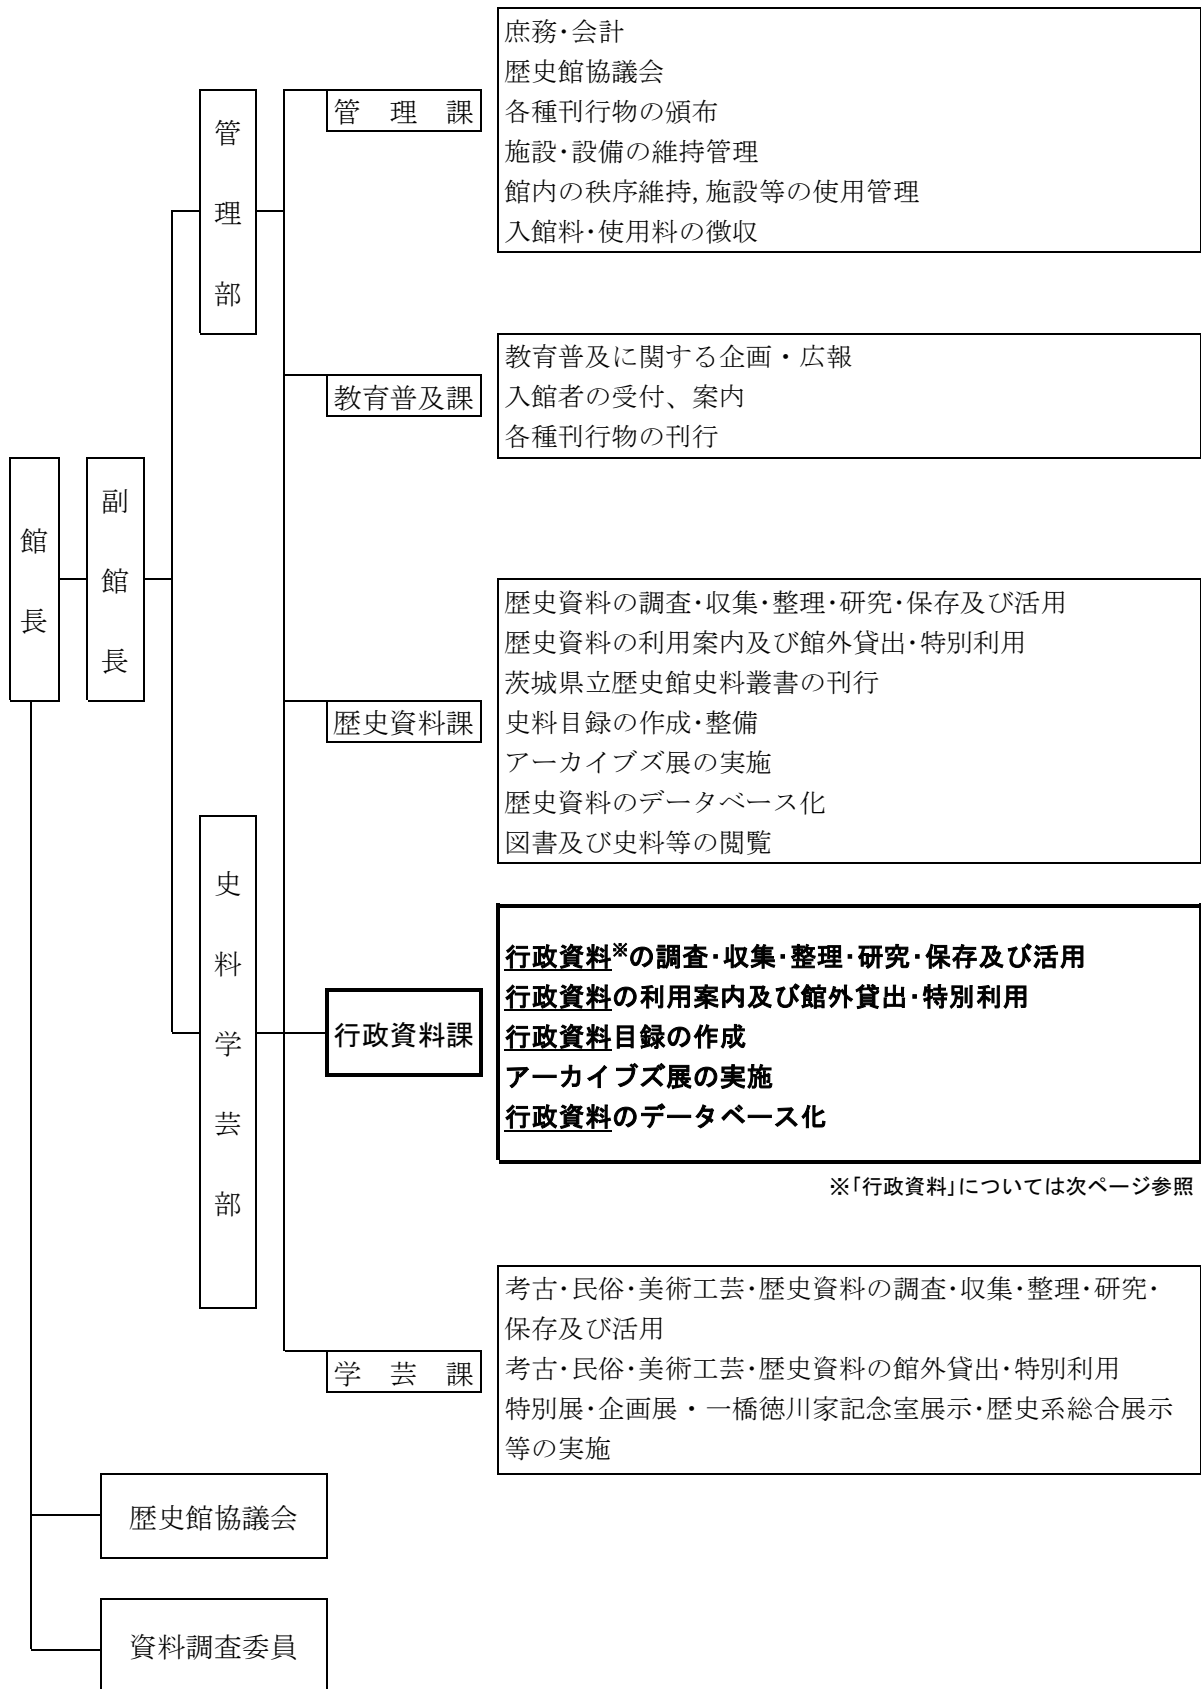 館長
副館長
管理部
管理課
庶務･会計
歴史館協議会
各種刊行物の頒布
施設･設備の維持管理
館内の秩序維持, 施設等の使用管理
入館料･使用料の徴収
教育普及課
教育普及に関する企画・広報
入館者の受付、案内
各種刊行物の刊行
史料学芸部
歴史資料課
歴史資料の調査･収集･整理･研究･保存及び活用
歴史資料の利用案内及び館外貸出･特別利用
茨城県立歴史館史料叢書の刊行
史料目録の作成･整備
アーカイブズ展の実施
歴史資料のデータベース化
図書及び史料等の閲覧
行政資料課
行政資料※の調査･収集･整理･研究･保存及び活用
行政資料の利用案内及び館外貸出･特別利用
行政資料目録の作成
アーカイブズ展の実施
行政資料のデータベース化
※｢行政資料｣については次ページ参照
学芸課
考古･民俗･美術工芸･歴史資料の調査･収集･整理･研究･
保存及び活用
考古･民俗･美術工芸･歴史資料の館外貸出･特別利用
特別展･企画展・一橋徳川家記念室展示･歴史系総合展示
等の実施
歴史館協議会
資料調査委員